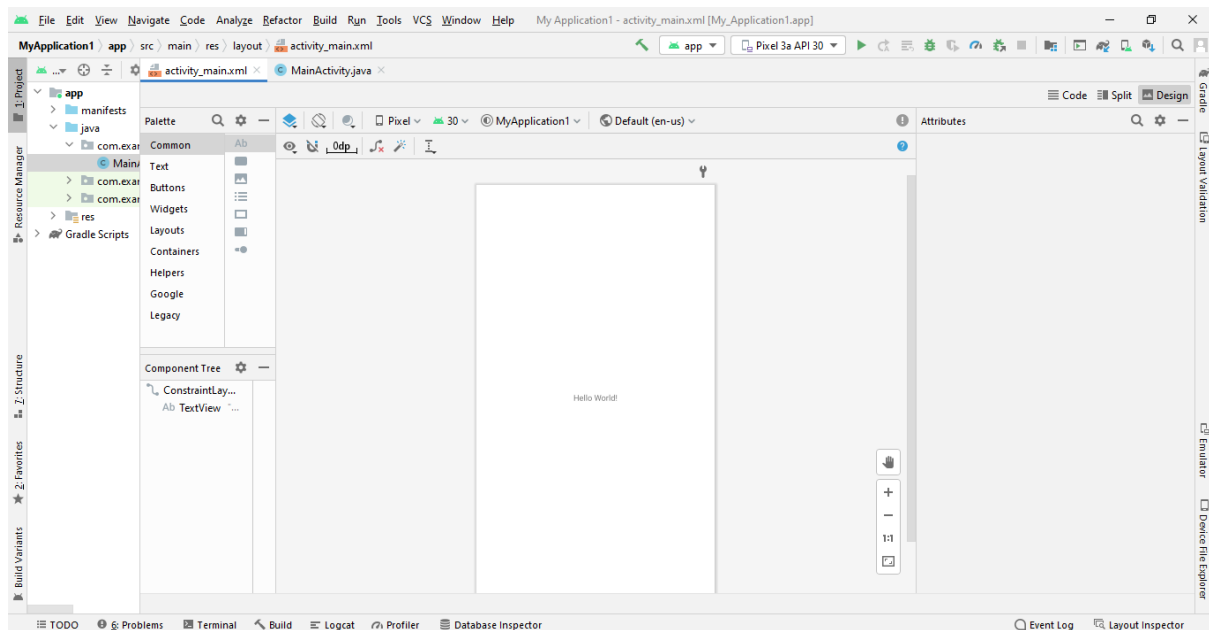 File Edit View Navigate Code Analyze Refactor Build Run Tools VCS Window Help My Application1 - activity_main.xml [My_Application1.app]
MyApplication1 app src main res layout activity_main.xml app Pixel 3a API 30
... activity_main.xml MainActivity.java
1: Project
Resource Manager
Z: Structure
2: Favorites
Build Variants
app
manifests
java
com.exar
Main
com.exar
com.exar
res
Gradle Scripts
Code Split Design
Palette
Common
Text
Buttons
Widgets
Layouts
Containers
Helpers
Google
Legacy
Ab
Pixel 30 MyApplication1 Default (en-us)
0dp
Attributes
Component Tree
ConstraintLay...
Ab TextView "...
Hello World!
1:1
Gradle
Layout Validation
Emulator
Device File Explorer
TODO 6: Problems Terminal Build Logcat Profiler Database Inspector Event Log Layout Inspector